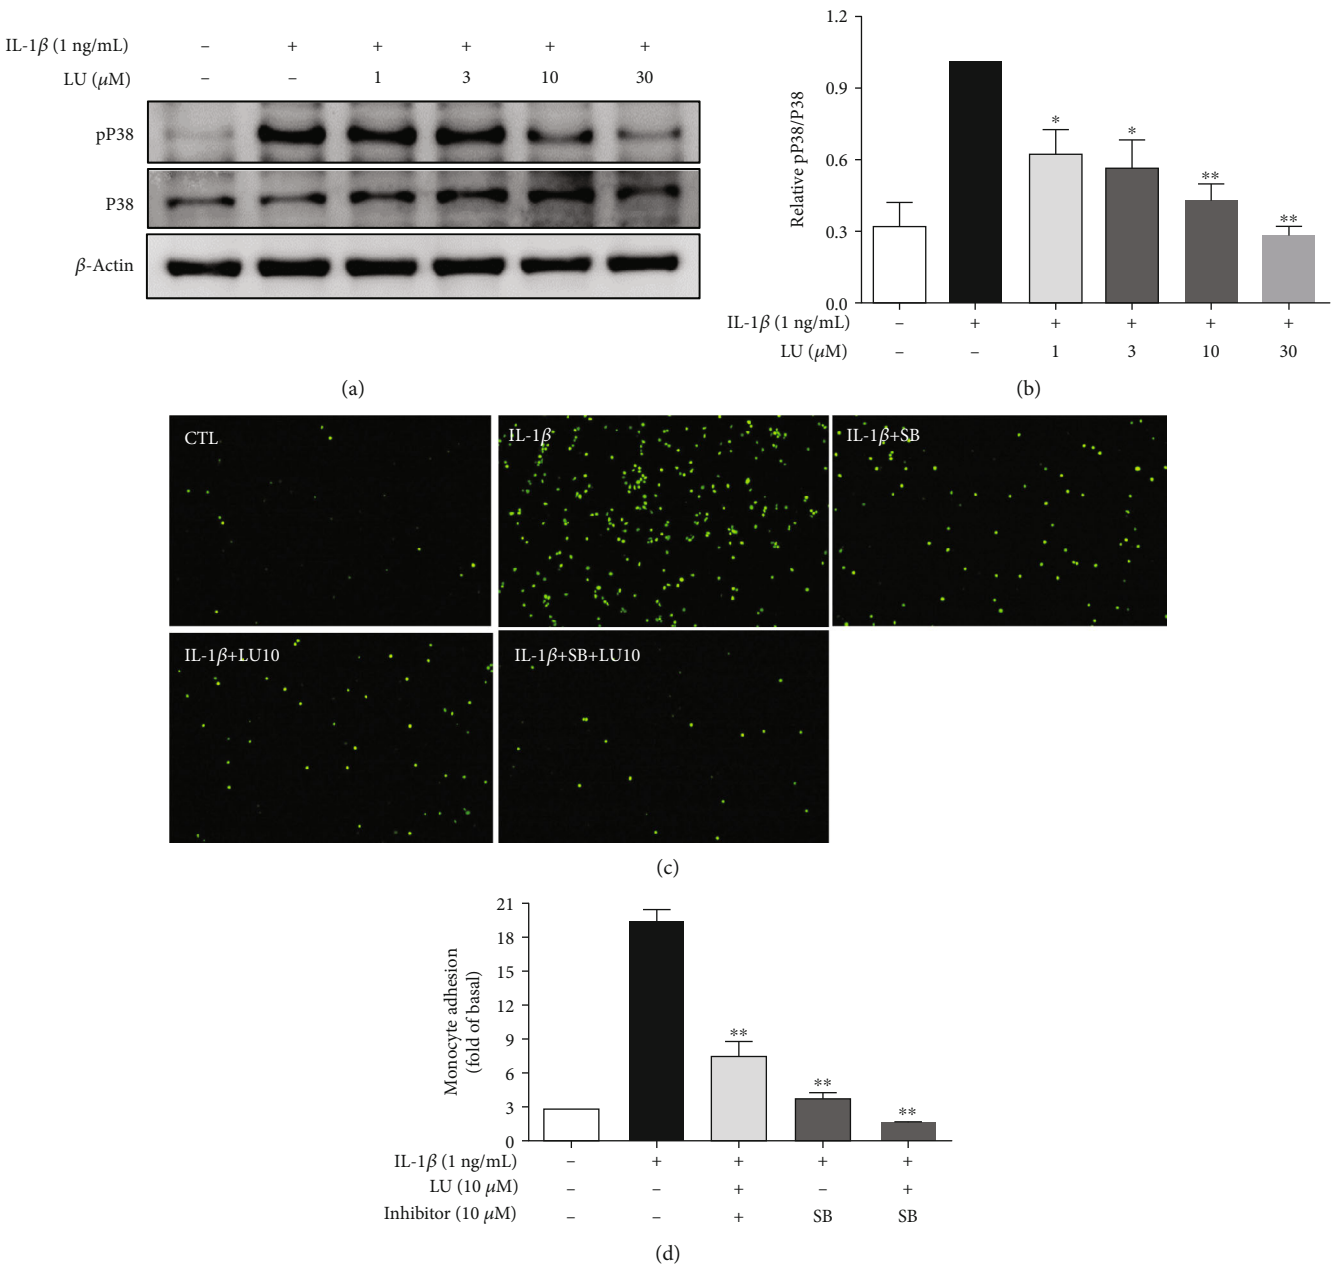 IL-1β (1 ng/mL) – + + + + +
LU (μM) – – 1 3 10 30
pP38
P38
β-Actin
(a)
1.2
0.9
0.6
0.3
0.0
Relative pP38/P38
* * ** **
IL-1β (1 ng/mL) – + + + + +
LU (μM) – – 1 3 10 30
(b)
CTL
IL-1β
IL-1β+SB
IL-1β+LU10
IL-1β+SB+LU10
(c)
21
18
15
12
9
6
3
0
Monocyte adhesion
(fold of basal)
** ** **
IL-1β (1 ng/mL) – + + + +
LU (10 μM) – – + – +
Inhibitor (10 μM) – – + SB SB
(d)